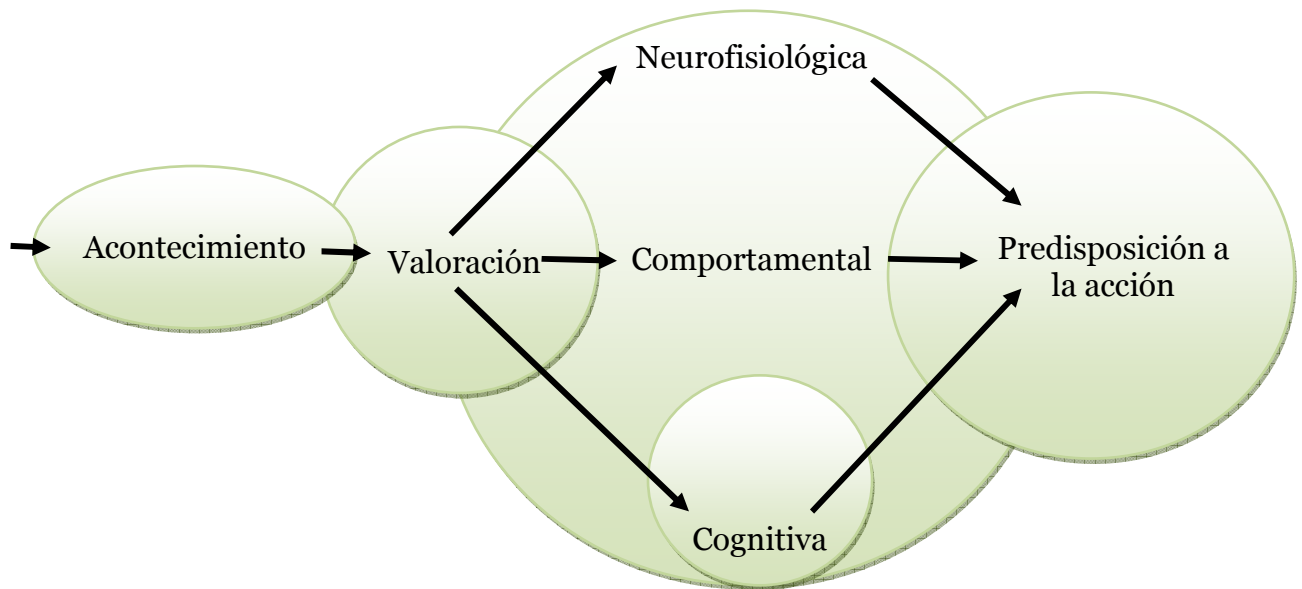 Neurofisiológica
Acontecimiento
Valoración
Comportamental
Predisposición a
la acción
Cognitiva